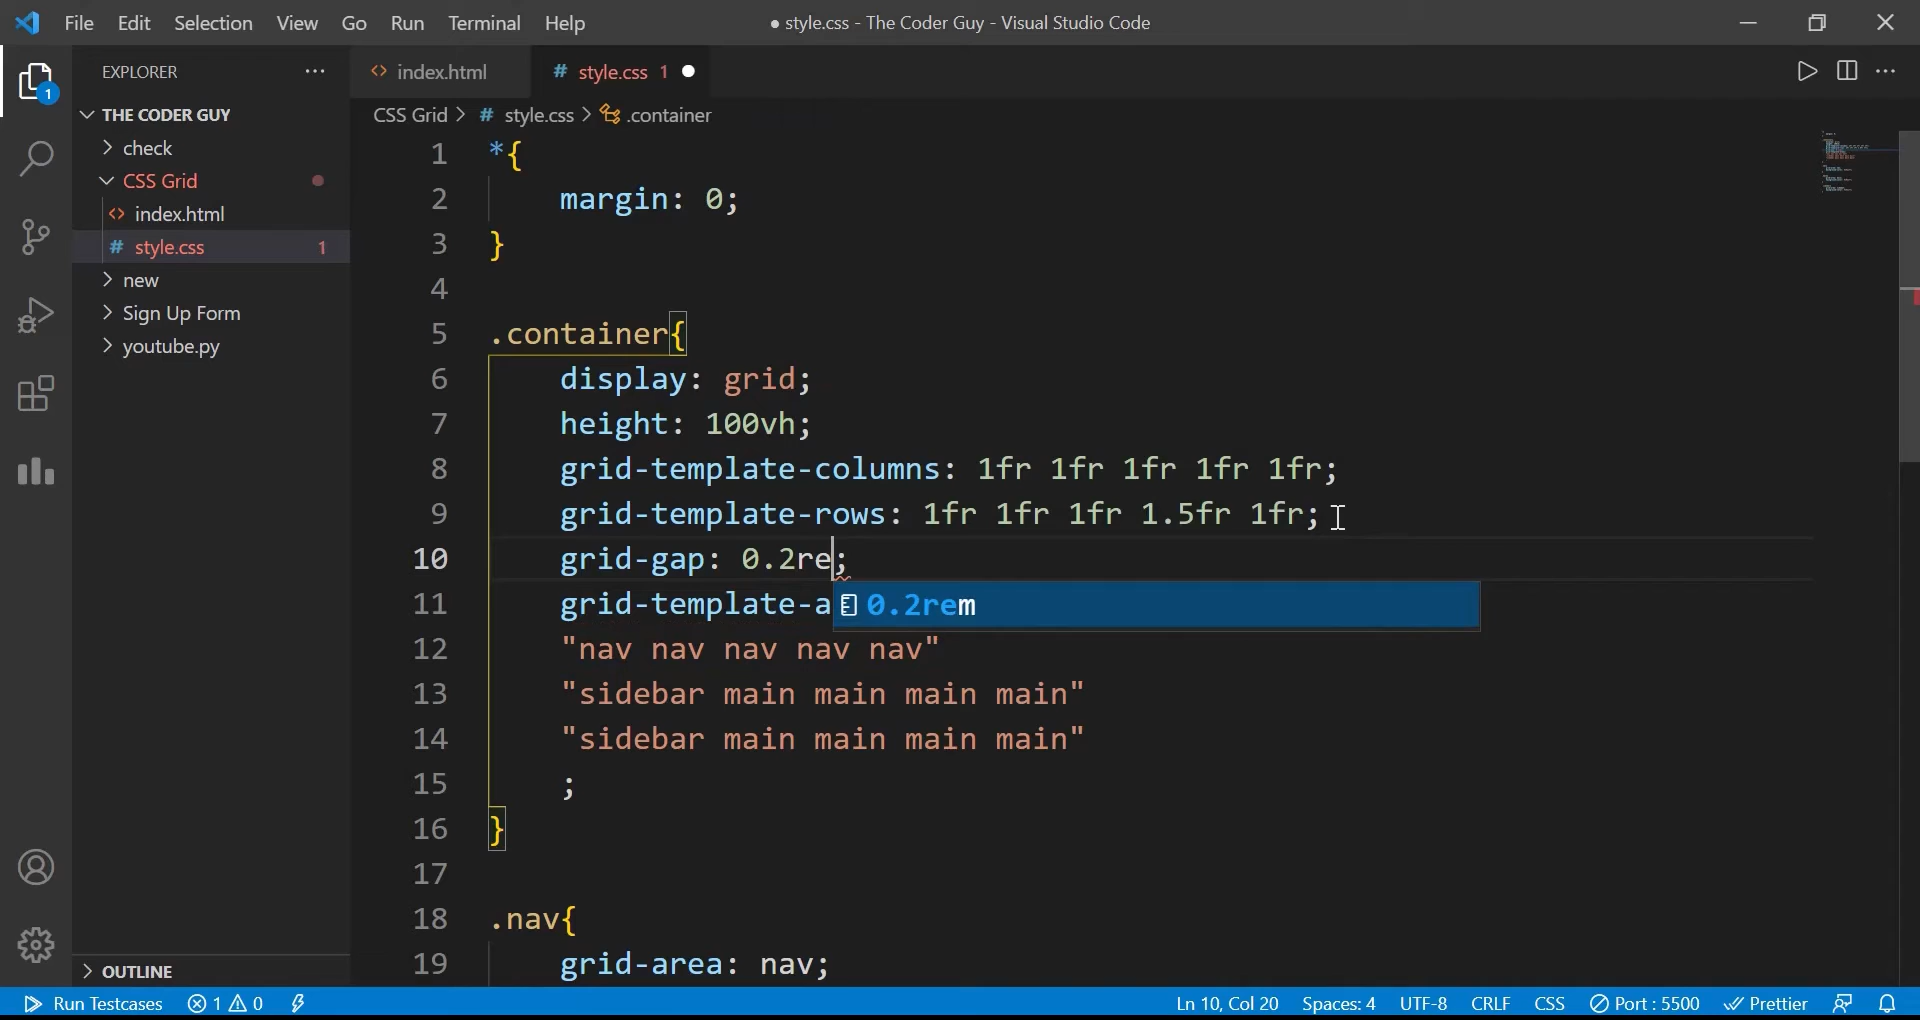 File Edit Selection View Go Run Terminal Help
● style.css - The Coder Guy - Visual Studio Code
EXPLORER
1
THE CODER GUY
check
CSS Grid
index.html
style.css 1
new
Sign Up Form
youtube.py
OUTLINE
index.html
# style.css 1 ●
CSS Grid > # style.css > .container
1 *{
2 margin: 0;
3 }
4
5 .container{
6 display: grid;
7 height: 100vh;
8 grid-template-columns: 1fr 1fr 1fr 1fr 1fr;
9 grid-template-rows: 1fr 1fr 1fr 1.5fr 1fr;
10 grid-gap: 0.2re;
11 grid-template-a
0.2rem
12 "nav nav nav nav nav"
13 "sidebar main main main main"
14 "sidebar main main main main"
15 ;
16 }
17
18 .nav{
19 grid-area: nav;
Run Testcases 1 0 Ln 10, Col 20 Spaces: 4 UTF-8 CRLF CSS Port : 5500 Prettier